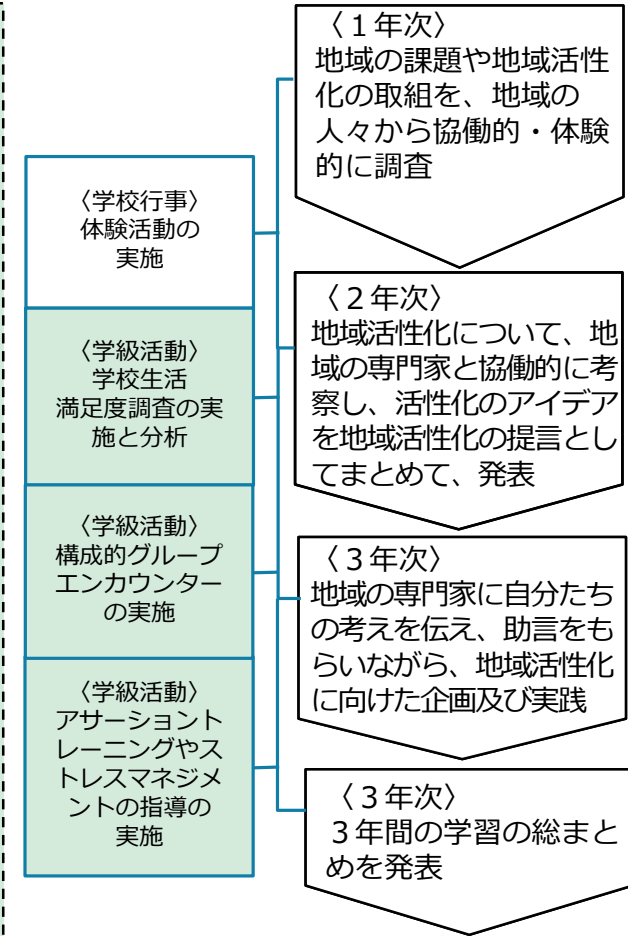 〈学校行事〉
体験活動の
実施
〈学級活動〉
学校生活
満足度調査の実
施と分析
〈学級活動〉
構成的グループ
エンカウンター
の実施
〈学級活動〉
アサーショント
レーニングやス
トレスマネジメ
ントの指導の
実施
〈１年次〉
地域の課題や地域活性
化の取組を、地域の
人々から協働的・体験
的に調査
〈２年次〉
地域活性化について、地
域の専門家と協働的に考
察し、活性化のアイデア
を地域活性化の提言とし
てまとめて、発表
〈３年次〉
地域の専門家に自分たち
の考えを伝え、助言をも
らいながら、地域活性化
に向けた企画及び実践
〈３年次〉
３年間の学習の総まと
めを発表